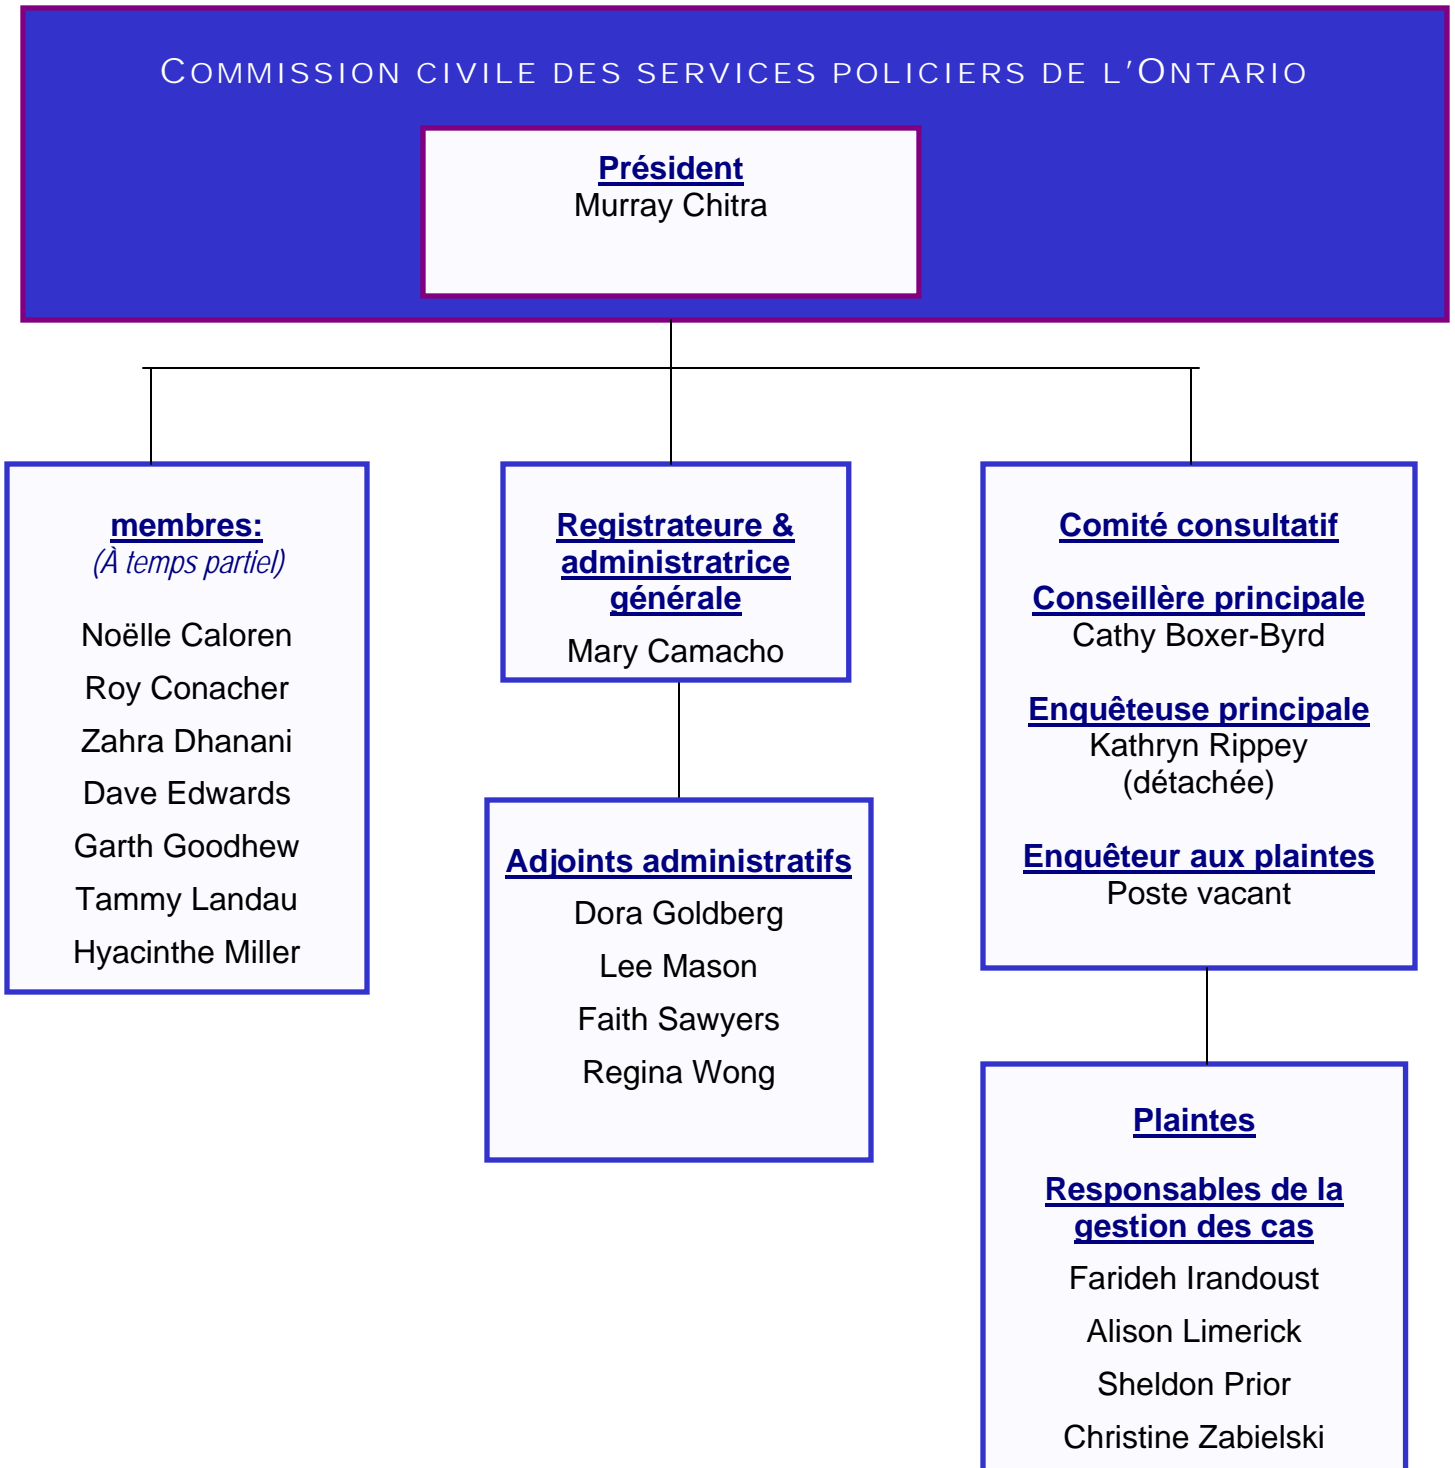 COMMISSION CIVILE DES SERVICES POLICIERS DE L'ONTARIO
Président
Murray Chitra
membres:
(À temps partiel)
Noëlle Caloren
Roy Conacher
Zahra Dhanani
Dave Edwards
Garth Goodhew
Tammy Landau
Hyacinthe Miller
Registrateure &
administratrice
générale
Mary Camacho
Adjoints administratifs
Dora Goldberg
Lee Mason
Faith Sawyers
Regina Wong
Comité consultatif
Conseillère principale
Cathy Boxer-Byrd
Enquêteuse principale
Kathryn Rippey
(détachée)
Enquêteur aux plaintes
Poste vacant
Plaintes
Responsables de la
gestion des cas
Farideh Irandoust
Alison Limerick
Sheldon Prior
Christine Zabielski